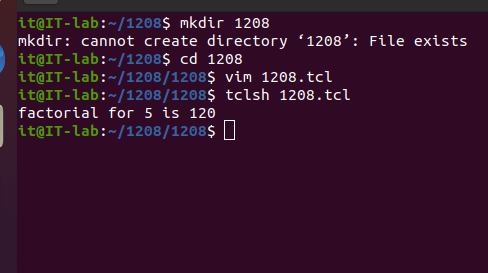 it@IT-lab:~/1208$ mkdir 1208
mkdir: cannot create directory ‘1208’: File exists
it@IT-lab:~/1208$ cd 1208
it@IT-lab:~/1208/1208$ vim 1208.tcl
it@IT-lab:~/1208/1208$ tclsh 1208.tcl
factorial for 5 is 120
it@IT-lab:~/1208/1208$